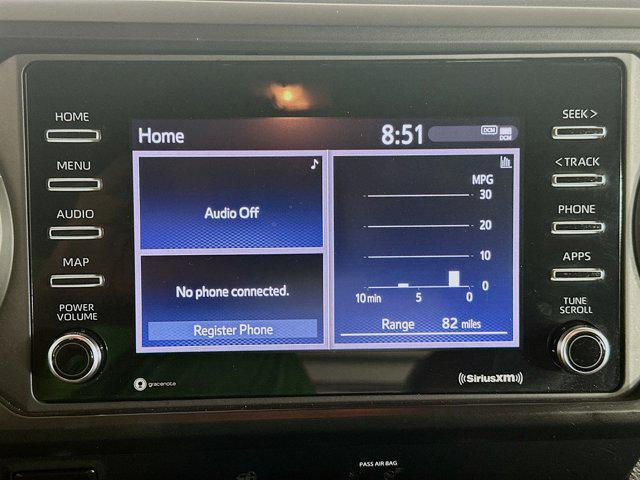 HOME
MENU
AUDIO
MAP
POWER
VOLUME
Home
8:51
DCM
DCM
Audio Off
No phone connected.
Register Phone
MPG
30
20
10
0
10 min 5 0
Range 82 miles
SEEK >
< TRACK
PHONE
APPS
TUNE
SCROLL
gracenote
((SiriusXM))
PASS AIR BAG